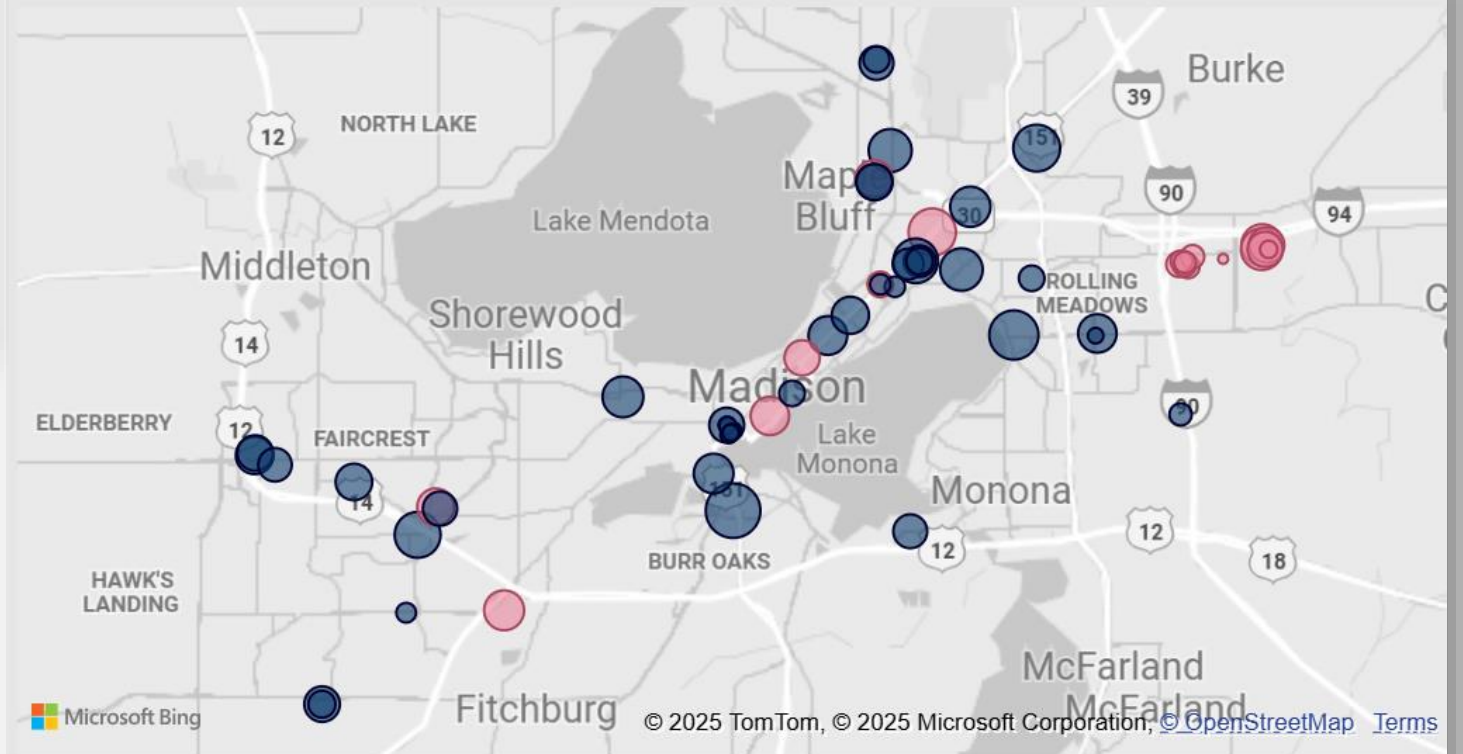 Burke
39
12
NORTH LAKE
151
Map
Bluff
90
30
94
Lake Mendota
Middleton
ROLLING
MEADOWS
C
Shorewood
Hills
14
Madison
90
ELDERBERRY
12
FAIRCREST
Lake
Monona
14
151
Monona
12
12
18
BURR OAKS
HAWK'S
LANDING
McFarland
McFarland
Fitchburg
Microsoft Bing
© 2025 TomTom, © 2025 Microsoft Corporation, © OpenStreetMap Terms